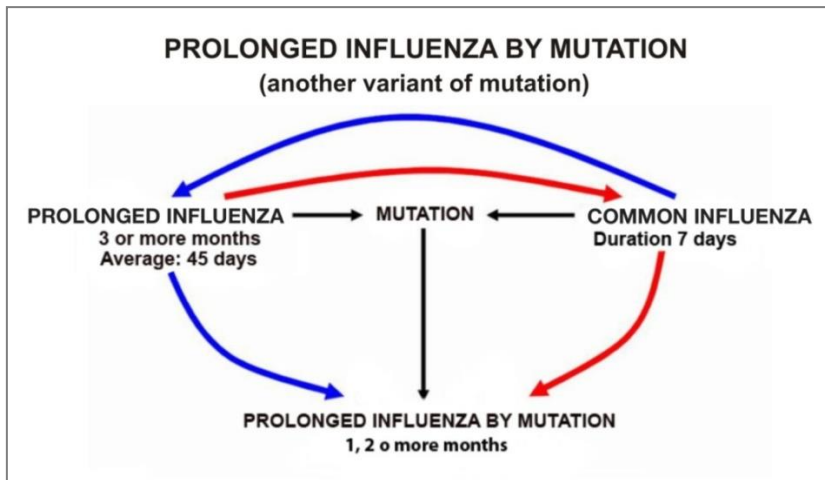 PROLONGED INFLUENZA BY MUTATION
(another variant of mutation)
PROLONGED INFLUENZA
3 or more months
Average: 45 days
MUTATION
COMMON INFLUENZA
Duration 7 days
PROLONGED INFLUENZA BY MUTATION
1, 2 o more months